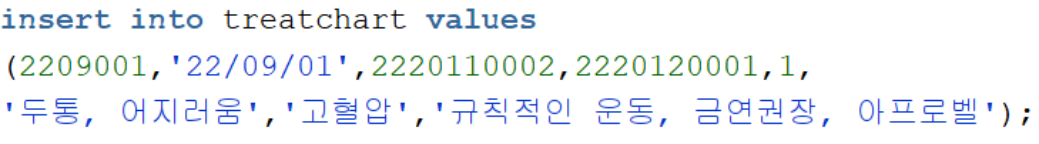 insert into treatchart values
(2209001,'22/09/01',2220110002,2220120001,1,
'두통, 어지러움','고혈압','규칙적인 운동, 금연권장, 아프로벨');